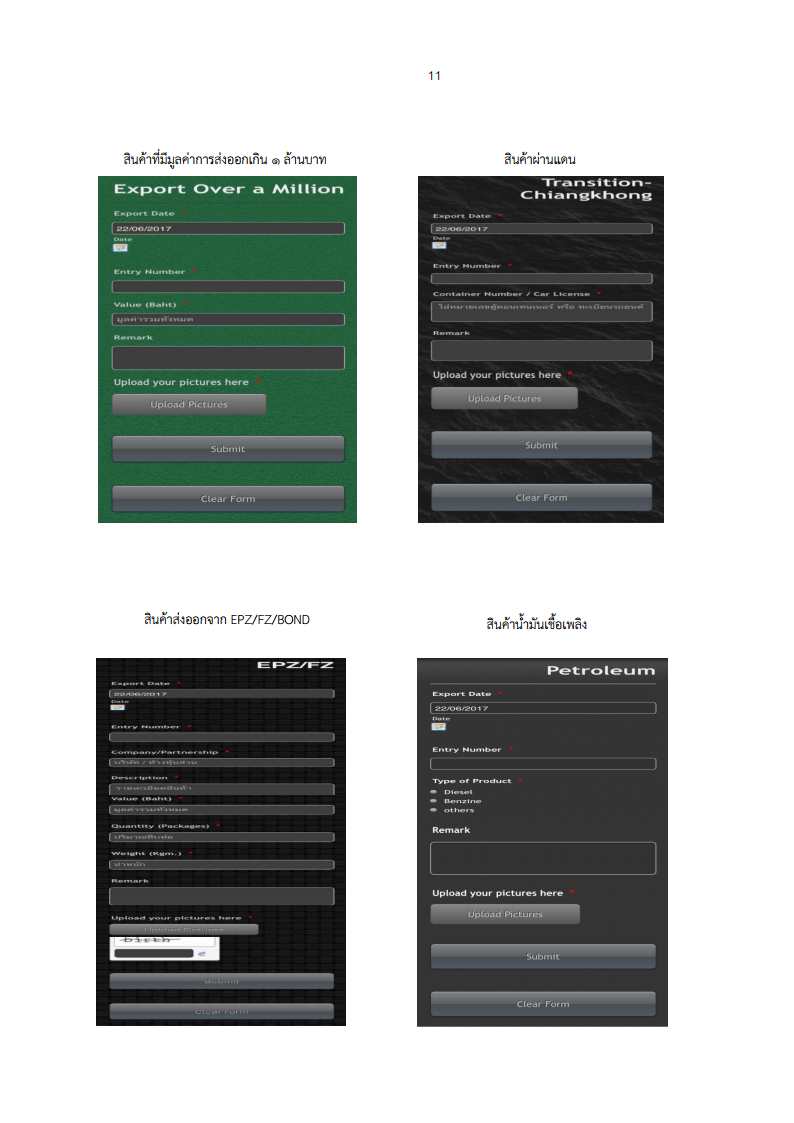 11
สินค้าที่มีมูลค่าการส่งออกเกิน ๑ ล้านบาท
Export Over a Million
Export Date *
22/06/2017
Date
Entry Number *
Value (Baht) *
มูลค่ารวมทั้งหมด
Remark
Upload your pictures here *
Upload Pictures
Submit
Clear Form
สินค้าผ่านแดน
Transition-
Chiangkhong
Export Date *
22/06/2017
Date
Entry Number *
Container Number / Car License *
ใส่หมายเลขตู้คอนเทนเนอร์ หรือ ทะเบียนรถยนต์
Remark
Upload your pictures here *
Upload Pictures
Submit
Clear Form
สินค้าส่งออกจาก EPZ/FZ/BOND
EPZ/FZ
Export Date *
22/06/2017
Date
Entry Number *
Company/Partnership *
บริษัท / ห้างหุ้นส่วน
Description *
รายละเอียดสินค้า
Value (Baht) *
มูลค่ารวมทั้งหมด
Quantity (Packages) *
Weight (Kgm.) *
น้ำหนัก
Remark
Upload your pictures here *
Upload Pictures
Submit
Clear Form
สินค้าน้ำมันเชื้อเพลิง
Petroleum
Export Date *
22/06/2017
Date
Entry Number *
Type of Product *
Diesel
Benzine
others
Remark
Upload your pictures here *
Upload Pictures
Submit
Clear Form